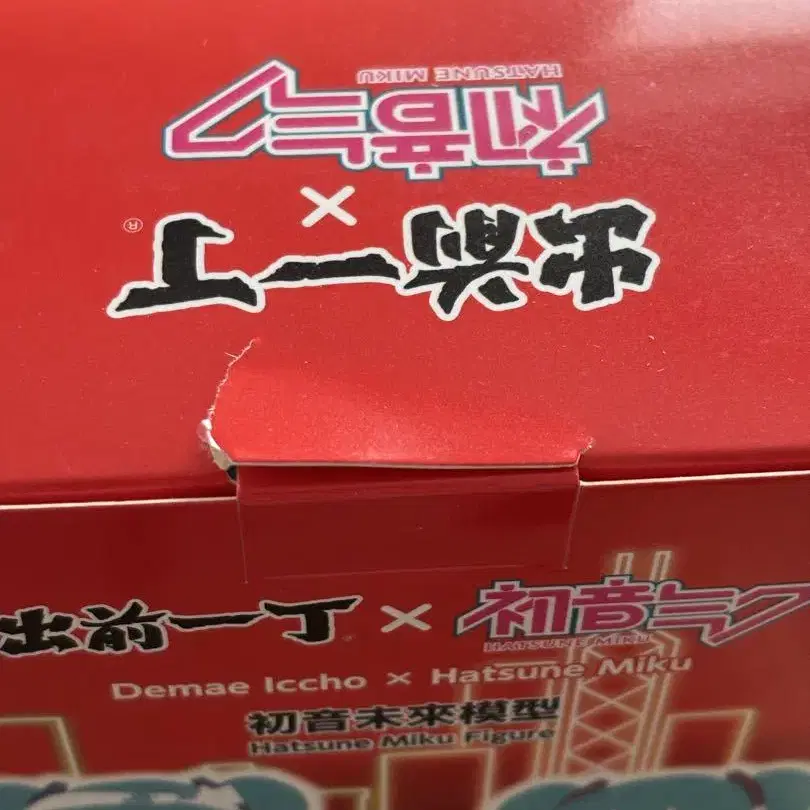 初音ミク
HATSUNE MIKU
×
出前一丁®
出前一丁 × 初音ミク
HATSUNE MIKU
Demae Iccho × Hatsune Miku
初音未來模型
Hatsune Miku Figure